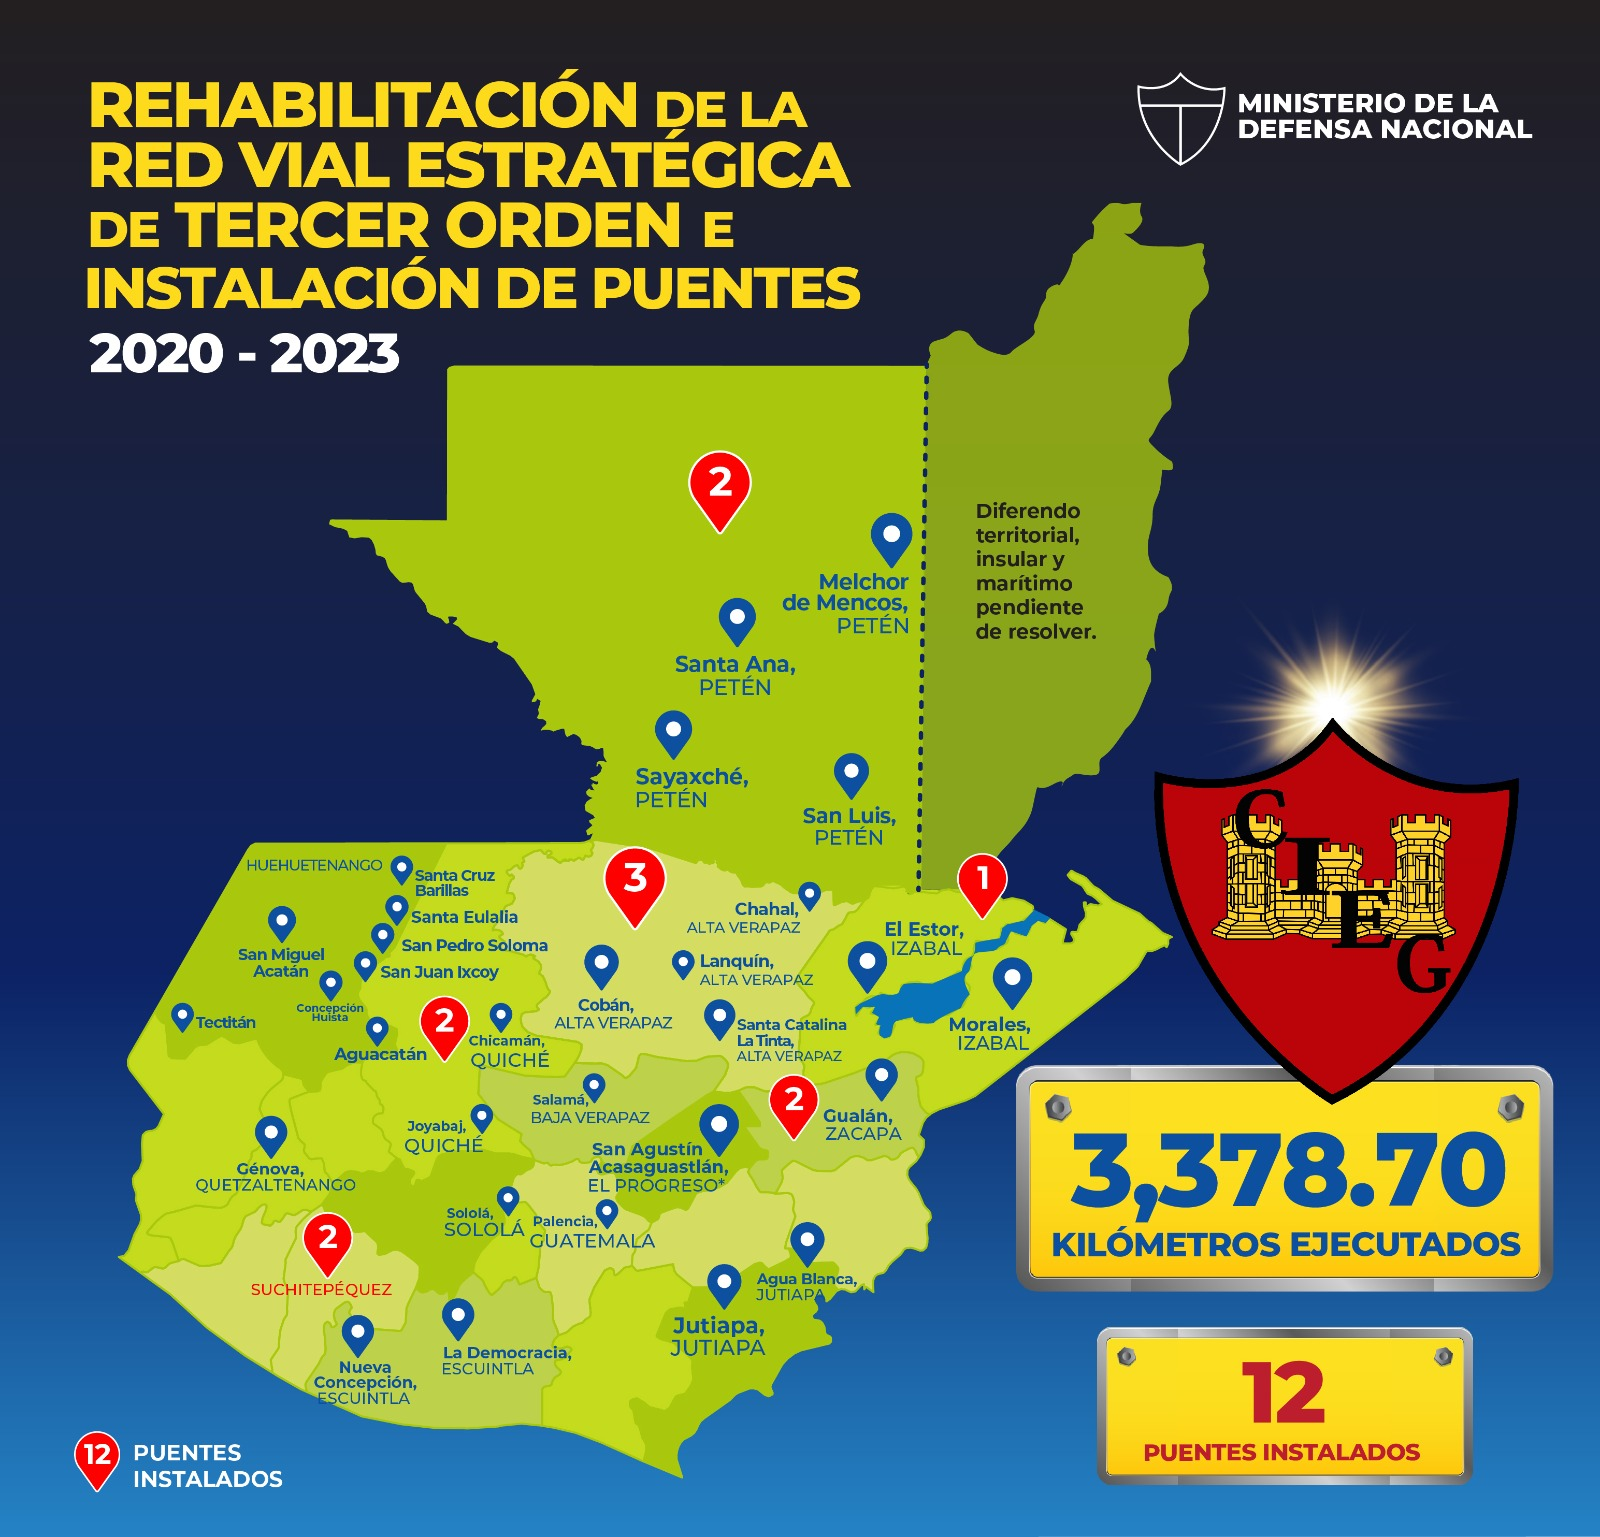 REHABILITACIÓN DE LA
RED VIAL ESTRATÉGICA
DE TERCER ORDEN E
INSTALACIÓN DE PUENTES
2020 - 2023
MINISTERIO DE LA
DEFENSA NACIONAL
2
Melchor
de Mencos,
PETÉN
Santa Ana,
PETÉN
Sayaxché,
PETÉN
San Luis,
PETÉN
Diferendo
territorial,
insular y
marítimo
pendiente
de resolver.
HUEHUETENANGO
Santa Cruz
Barillas
Santa Eulalia
San Pedro Soloma
San Juan Ixcoy
San Miguel
Acatán
Concepción
Huista
Tectitán
Aguacatán
2
Chicamán,
QUICHÉ
3
Chahal,
ALTA VERAPAZ
Lanquín,
ALTA VERAPAZ
Cobán,
ALTA VERAPAZ
Santa Catalina
La Tinta,
ALTA VERAPAZ
1
El Estor,
IZABAL
Morales,
IZABAL
Salamá,
BAJA VERAPAZ
2
Gualán,
ZACAPA
Joyabaj,
QUICHÉ
San Agustín
Acasaguastlán,
EL PROGRESO*
Génova,
QUETZALTENANGO
Sololá,
SOLOLÁ
Palencia,
GUATEMALA
2
SUCHITEPÉQUEZ
Agua Blanca,
JUTIAPA
Jutiapa,
JUTIAPA
La Democracia,
ESCUINTLA
Nueva
Concepción,
ESCUINTLA
12
PUENTES
INSTALADOS
C
I
E
G
3,378.70
KILÓMETROS EJECUTADOS
12
PUENTES INSTALADOS